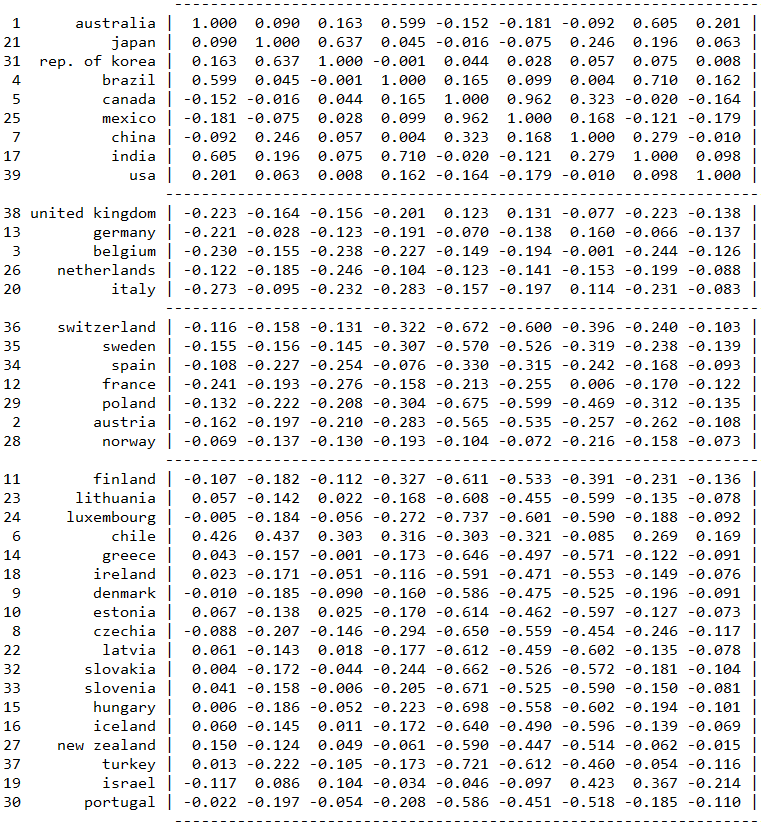 -----------------------------------------------------------
1 australia | 1.000 0.090 0.163 0.599 -0.152 -0.181 -0.092 0.605 0.201 |
21 japan | 0.090 1.000 0.637 0.045 -0.016 -0.075 0.246 0.196 0.063 |
31 rep. of korea | 0.163 0.637 1.000 -0.001 0.044 0.028 0.057 0.075 0.008 |
4 brazil | 0.599 0.045 -0.001 1.000 0.165 0.099 0.004 0.710 0.162 |
5 canada | -0.152 -0.016 0.044 0.165 1.000 0.962 0.323 -0.020 -0.164 |
25 mexico | -0.181 -0.075 0.028 0.099 0.962 1.000 0.168 -0.121 -0.179 |
7 china | -0.092 0.246 0.057 0.004 0.323 0.168 1.000 0.279 -0.010 |
17 india | 0.605 0.196 0.075 0.710 -0.020 -0.121 0.279 1.000 0.098 |
39 usa | 0.201 0.063 0.008 0.162 -0.164 -0.179 -0.010 0.098 1.000 |
-----------------------------------------------------------
38 united kingdom | -0.223 -0.164 -0.156 -0.201 0.123 0.131 -0.077 -0.223 -0.138 |
13 germany | -0.221 -0.028 -0.123 -0.191 -0.070 -0.138 0.160 -0.066 -0.137 |
3 belgium | -0.230 -0.155 -0.238 -0.227 -0.149 -0.194 -0.001 -0.244 -0.126 |
26 netherlands | -0.122 -0.185 -0.246 -0.104 -0.123 -0.141 -0.153 -0.199 -0.088 |
20 italy | -0.273 -0.095 -0.232 -0.283 -0.157 -0.197 0.114 -0.231 -0.083 |
-----------------------------------------------------------
36 switzerland | -0.116 -0.158 -0.131 -0.322 -0.672 -0.600 -0.396 -0.240 -0.103 |
35 sweden | -0.155 -0.156 -0.145 -0.307 -0.570 -0.526 -0.319 -0.238 -0.139 |
34 spain | -0.108 -0.227 -0.254 -0.076 -0.330 -0.315 -0.242 -0.168 -0.093 |
12 france | -0.241 -0.193 -0.276 -0.158 -0.213 -0.255 0.006 -0.170 -0.122 |
29 poland | -0.132 -0.222 -0.208 -0.304 -0.675 -0.599 -0.469 -0.312 -0.135 |
2 austria | -0.162 -0.197 -0.210 -0.283 -0.565 -0.535 -0.257 -0.262 -0.108 |
28 norway | -0.069 -0.137 -0.130 -0.193 -0.104 -0.072 -0.216 -0.158 -0.073 |
-----------------------------------------------------------
11 finland | -0.107 -0.182 -0.112 -0.327 -0.611 -0.533 -0.391 -0.231 -0.136 |
23 lithuania | 0.057 -0.142 0.022 -0.168 -0.608 -0.455 -0.599 -0.135 -0.078 |
24 luxembourg | -0.005 -0.184 -0.056 -0.272 -0.737 -0.601 -0.590 -0.188 -0.092 |
6 chile | 0.426 0.437 0.303 0.316 -0.303 -0.321 -0.085 0.269 0.169 |
14 greece | 0.043 -0.157 -0.001 -0.173 -0.646 -0.497 -0.571 -0.122 -0.091 |
18 ireland | 0.023 -0.171 -0.051 -0.116 -0.591 -0.471 -0.553 -0.149 -0.076 |
9 denmark | -0.010 -0.185 -0.090 -0.160 -0.586 -0.475 -0.525 -0.196 -0.091 |
10 estonia | 0.067 -0.138 0.025 -0.170 -0.614 -0.462 -0.597 -0.127 -0.073 |
8 czechia | -0.088 -0.207 -0.146 -0.294 -0.650 -0.559 -0.454 -0.246 -0.117 |
22 latvia | 0.061 -0.143 0.018 -0.177 -0.612 -0.459 -0.602 -0.135 -0.078 |
32 slovakia | 0.004 -0.172 -0.044 -0.244 -0.662 -0.526 -0.572 -0.181 -0.104 |
33 slovenia | 0.041 -0.158 -0.006 -0.205 -0.671 -0.525 -0.590 -0.150 -0.081 |
15 hungary | 0.006 -0.186 -0.052 -0.223 -0.698 -0.558 -0.602 -0.194 -0.101 |
16 iceland | 0.060 -0.145 0.011 -0.172 -0.640 -0.490 -0.596 -0.139 -0.069 |
27 new zealand | 0.150 -0.124 0.049 -0.061 -0.590 -0.447 -0.514 -0.062 -0.015 |
37 turkey | 0.013 -0.222 -0.105 -0.173 -0.721 -0.612 -0.460 -0.054 -0.116 |
19 israel | -0.117 0.086 0.104 -0.034 -0.046 -0.097 0.423 0.367 -0.214 |
30 portugal | -0.022 -0.197 -0.054 -0.208 -0.586 -0.451 -0.518 -0.185 -0.110 |
-----------------------------------------------------------